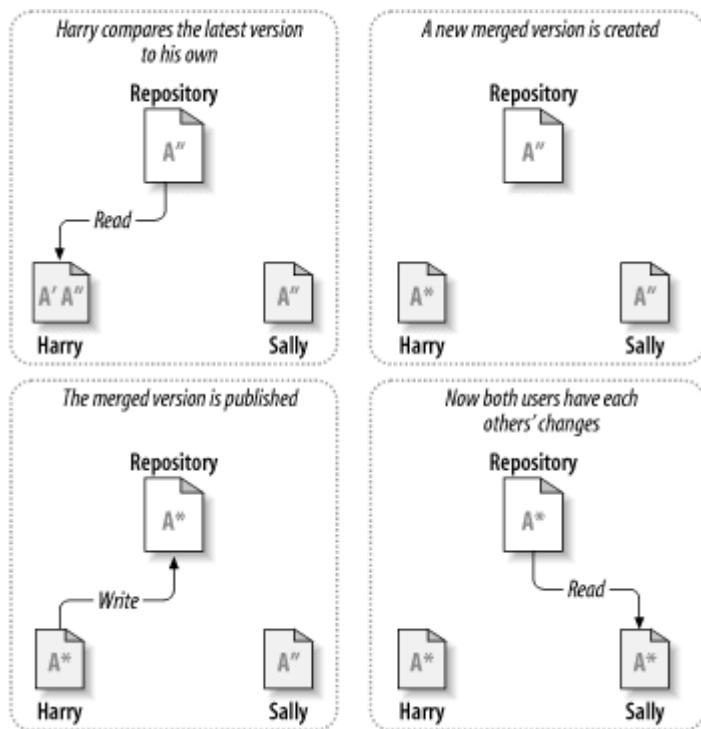 Harry compares the latest version
to his own
Repository
A″
Read
A′ A″
A″
Harry
Sally
A new merged version is created
Repository
A″
A*
A″
Harry
Sally
The merged version is published
Repository
A*
Write
A*
A″
Harry
Sally
Now both users have each
others’ changes
Repository
A*
Read
A*
A*
Harry
Sally